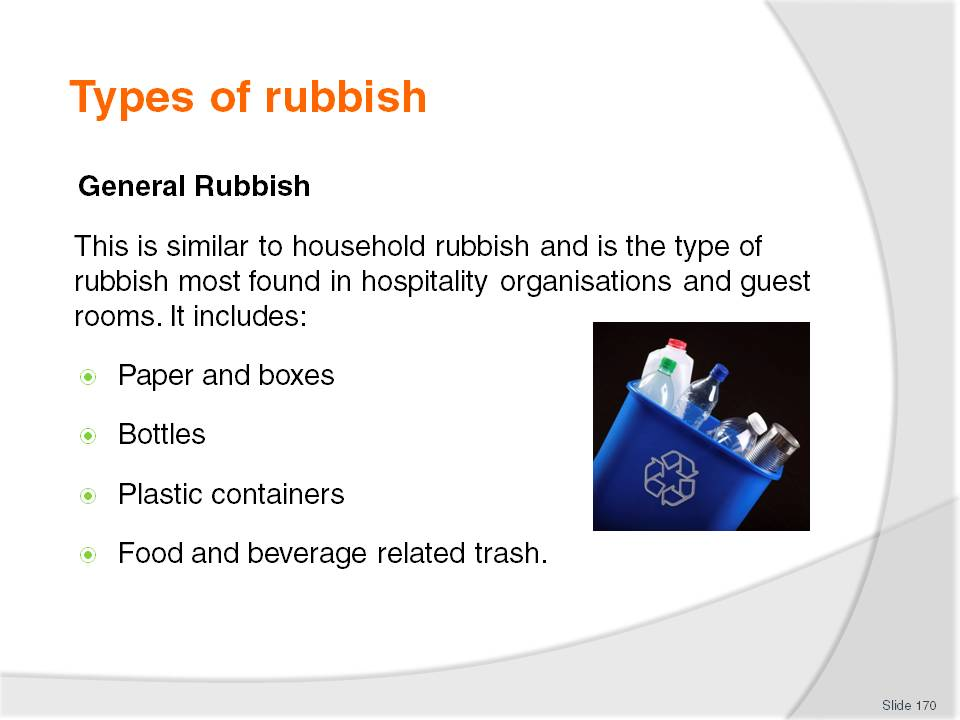 Types of rubbish
General Rubbish
This is similar to household rubbish and is the type of
rubbish most found in hospitality organisations and guest
rooms. It includes:
Paper and boxes
Bottles
Plastic containers
Food and beverage related trash.
Slide 170